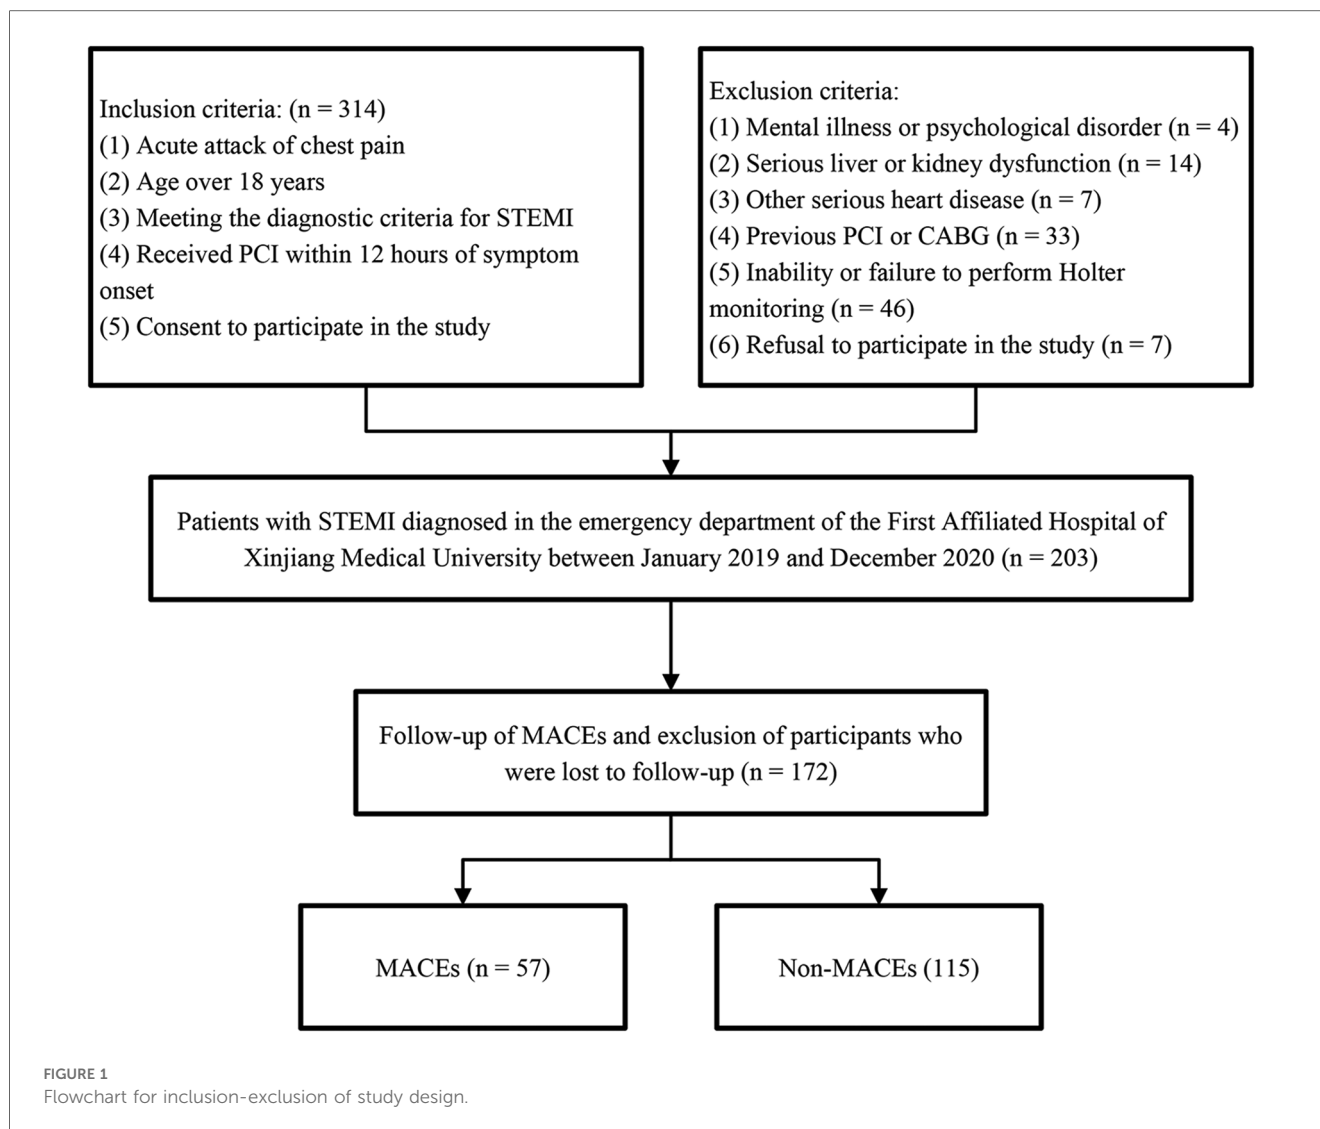 Inclusion criteria: (n = 314)
(1) Acute attack of chest pain
(2) Age over 18 years
(3) Meeting the diagnostic criteria for STEMI
(4) Received PCI within 12 hours of symptom
onset
(5) Consent to participate in the study
Exclusion criteria:
(1) Mental illness or psychological disorder (n = 4)
(2) Serious liver or kidney dysfunction (n = 14)
(3) Other serious heart disease (n = 7)
(4) Previous PCI or CABG (n = 33)
(5) Inability or failure to perform Holter
monitoring (n = 46)
(6) Refusal to participate in the study (n = 7)
Patients with STEMI diagnosed in the emergency department of the First Affiliated Hospital of
Xinjiang Medical University between January 2019 and December 2020 (n = 203)
Follow-up of MACEs and exclusion of participants who
were lost to follow-up (n = 172)
MACEs (n = 57)
Non-MACEs (115)
FIGURE 1
Flowchart for inclusion-exclusion of study design.